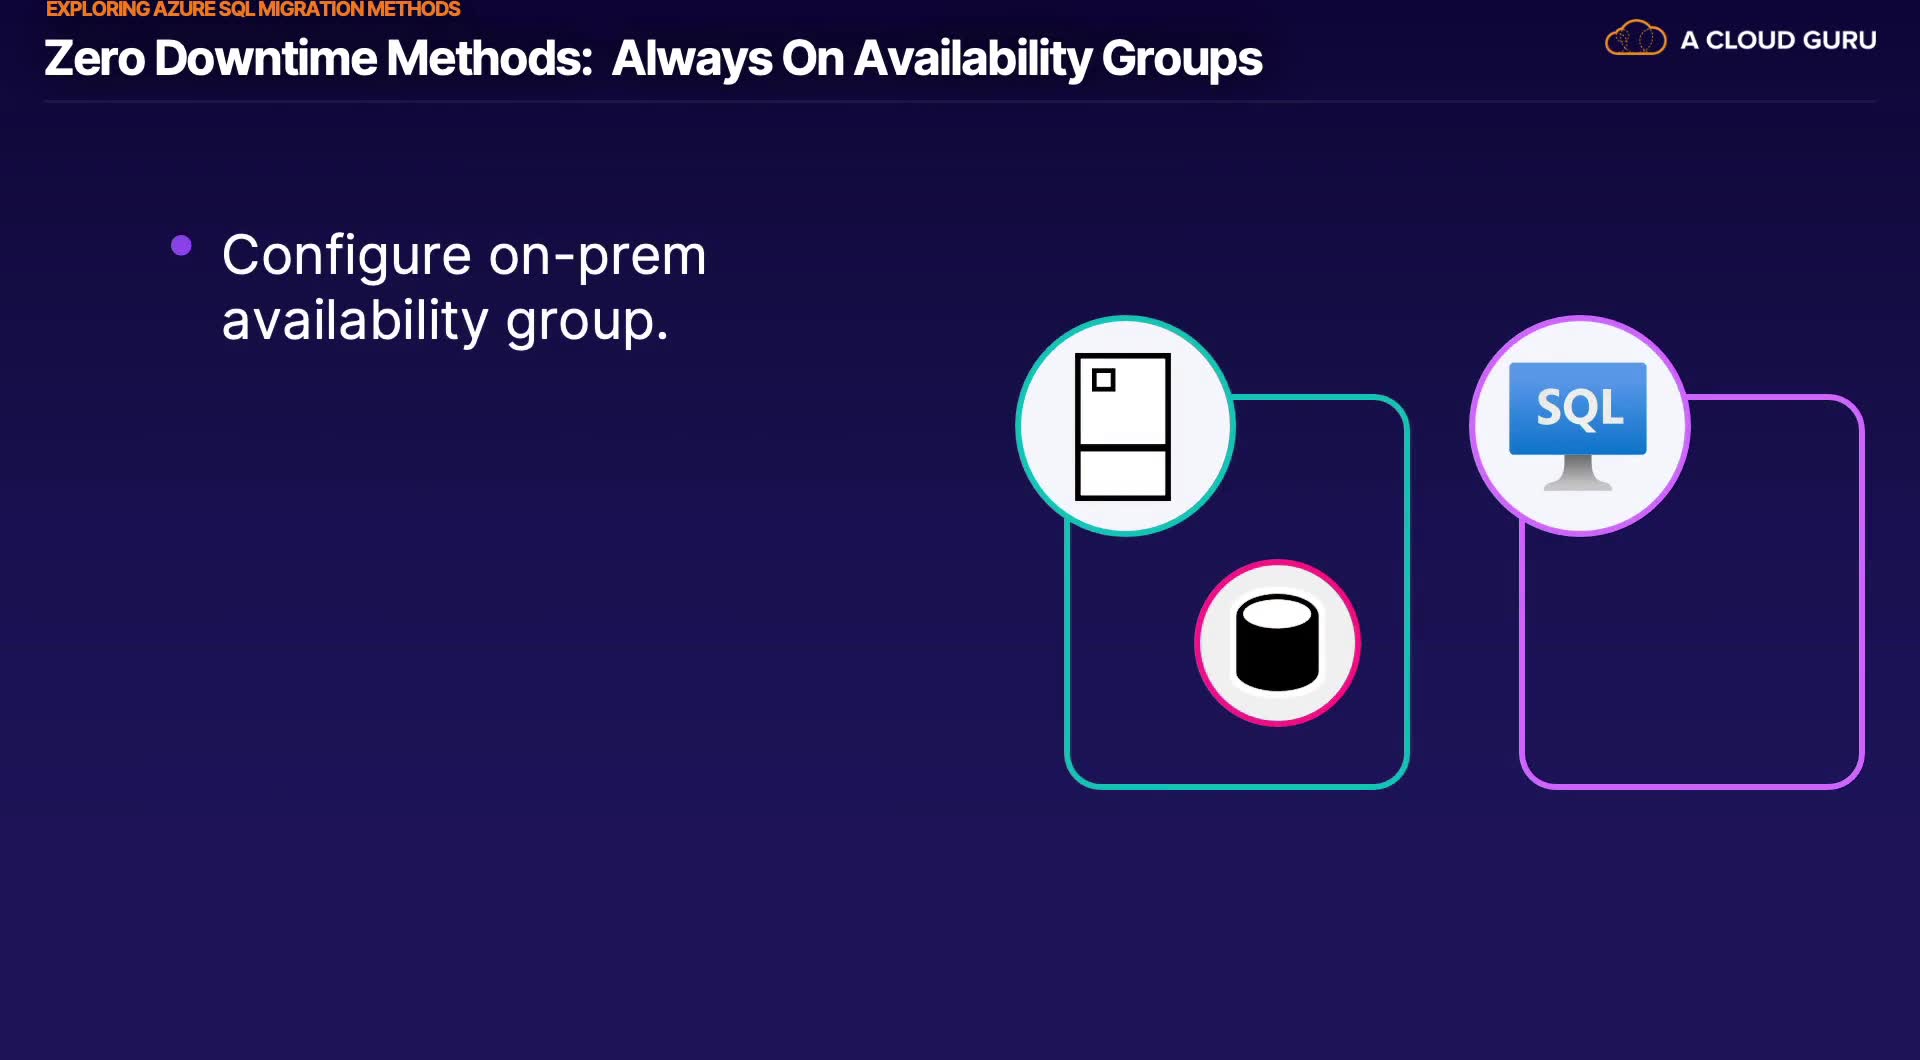 EXPLORING AZURE SQL MIGRATION METHODS
Zero Downtime Methods: Always On Availability Groups
A CLOUD GURU
Configure on-prem
availability group.
SQL